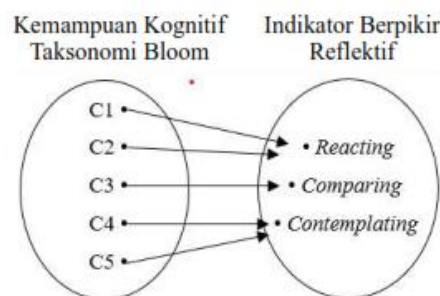 Kemampuan Kognitif
Taksonomi Bloom
Indikator Berpikir
Reflektif
C1
C2
C3
C4
C5
Reacting
Comparing
Contemplating